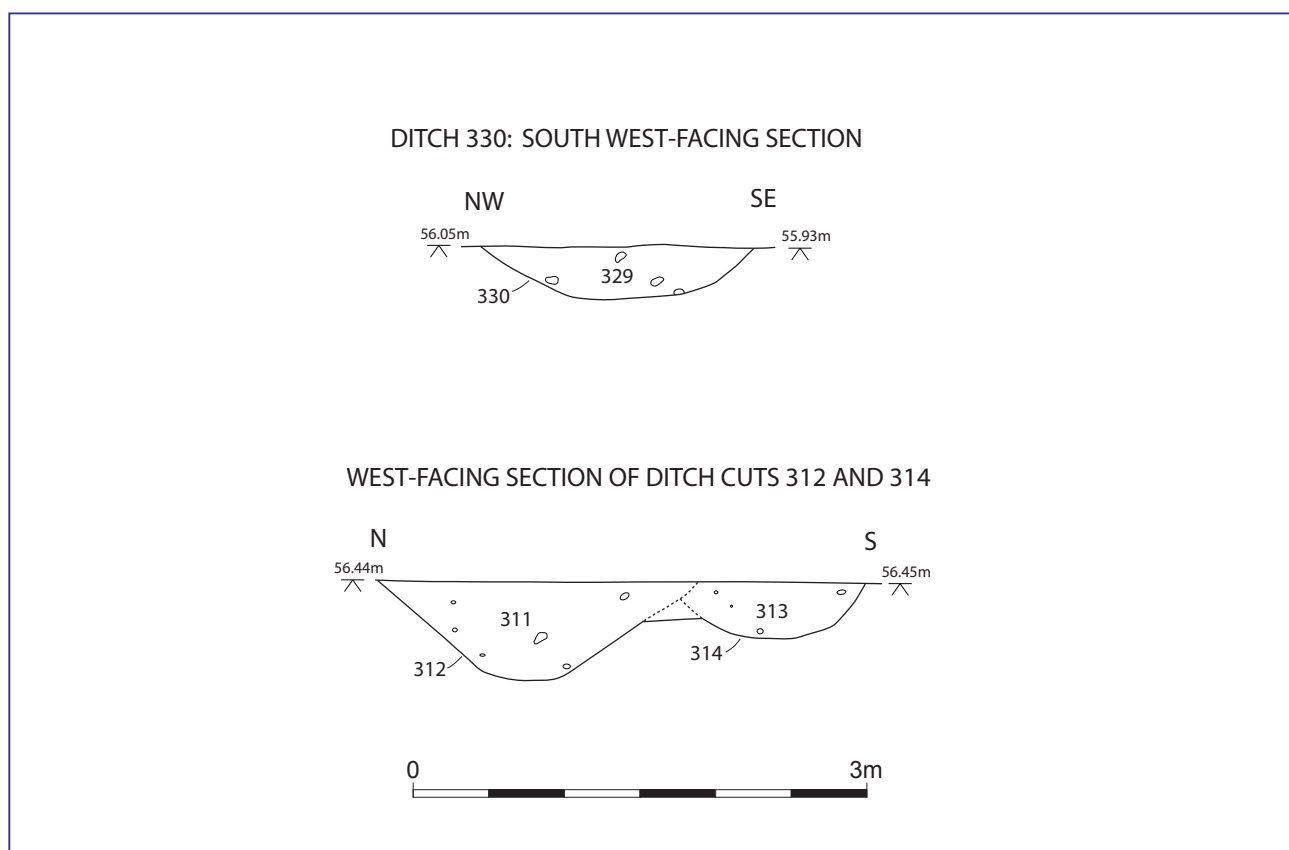 DITCH 330: SOUTH WEST-FACING SECTION
NW SE
56.05m 55.93m
329
330
WEST-FACING SECTION OF DITCH CUTS 312 AND 314
N S
56.44m 56.45m
311 313
312 314
0 3m